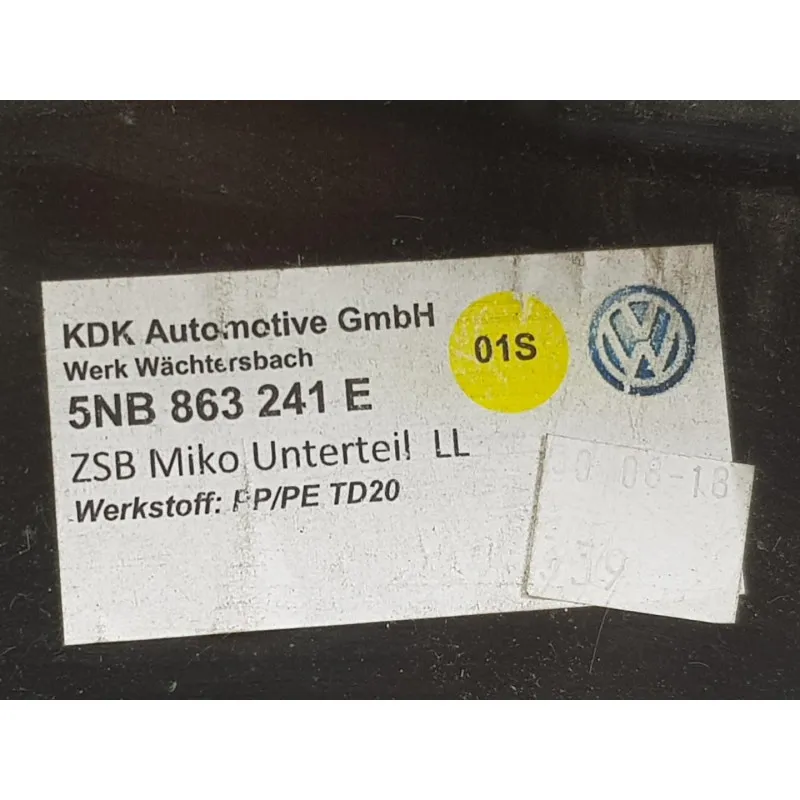 KDK Automotive GmbH
Werk Wächtersbach
01S
5NB 863 241 E
ZSB Miko Unterteil LL
Werkstoff: PP/PE TD20
08-18